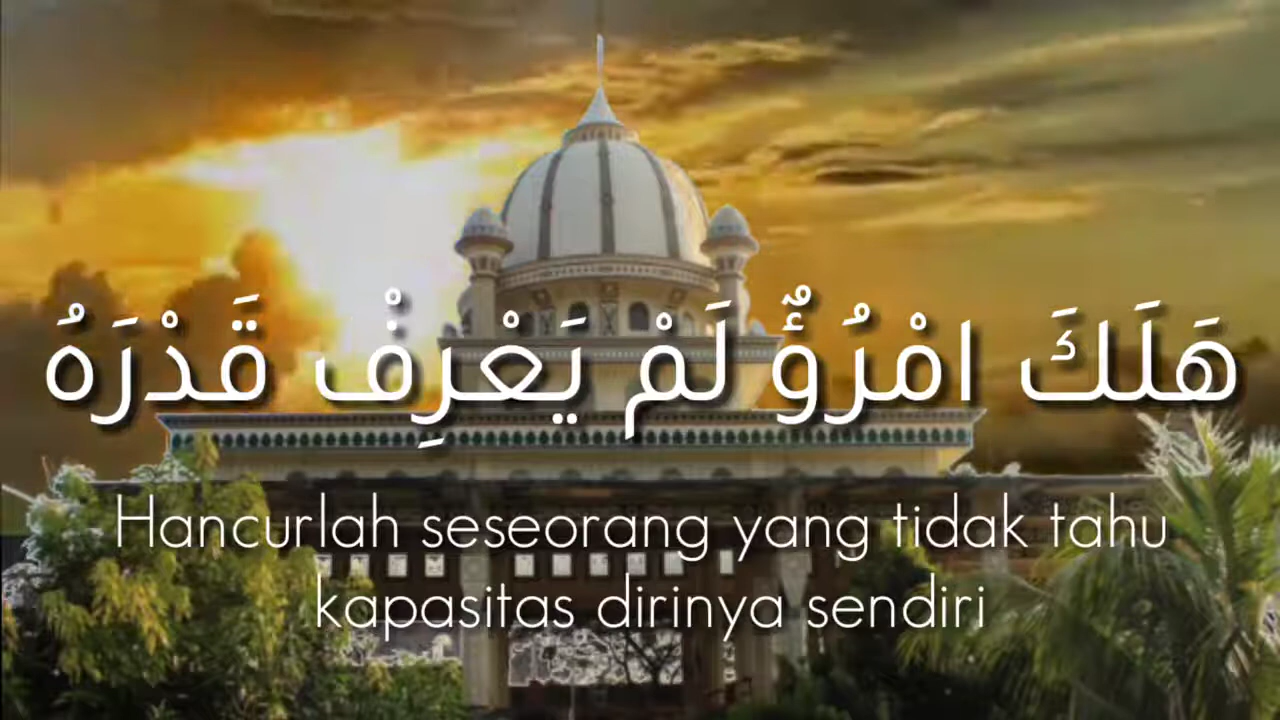 هَلَكَ امْرُؤٌ لَمْ يَعْرِفْ قَدْرَهُ
Hancurlah seseorang yang tidak tahu
kapasitas dirinya sendiri